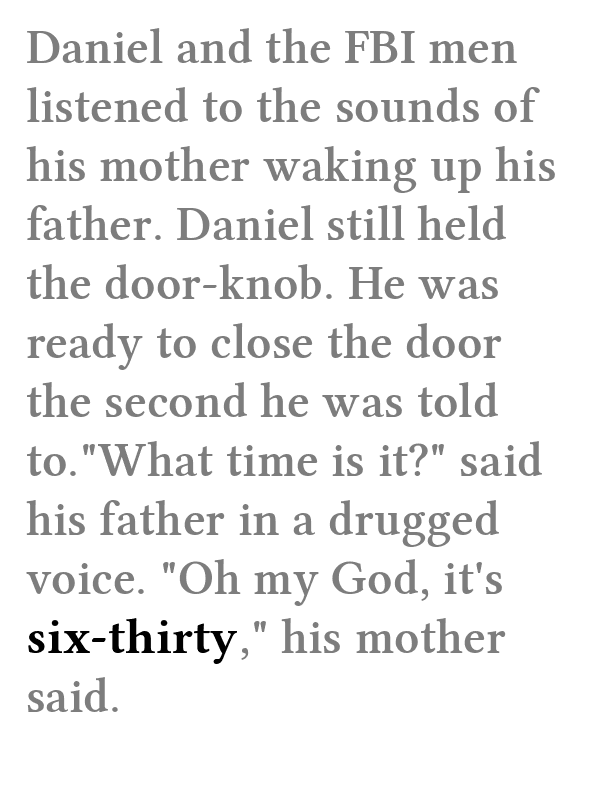 Daniel and the FBI men
listened to the sounds of
his mother waking up his
father. Daniel still held
the door-knob. He was
ready to close the door
the second he was told
to."What time is it?" said
his father in a drugged
voice. "Oh my God, it's
six-thirty," his mother
said.